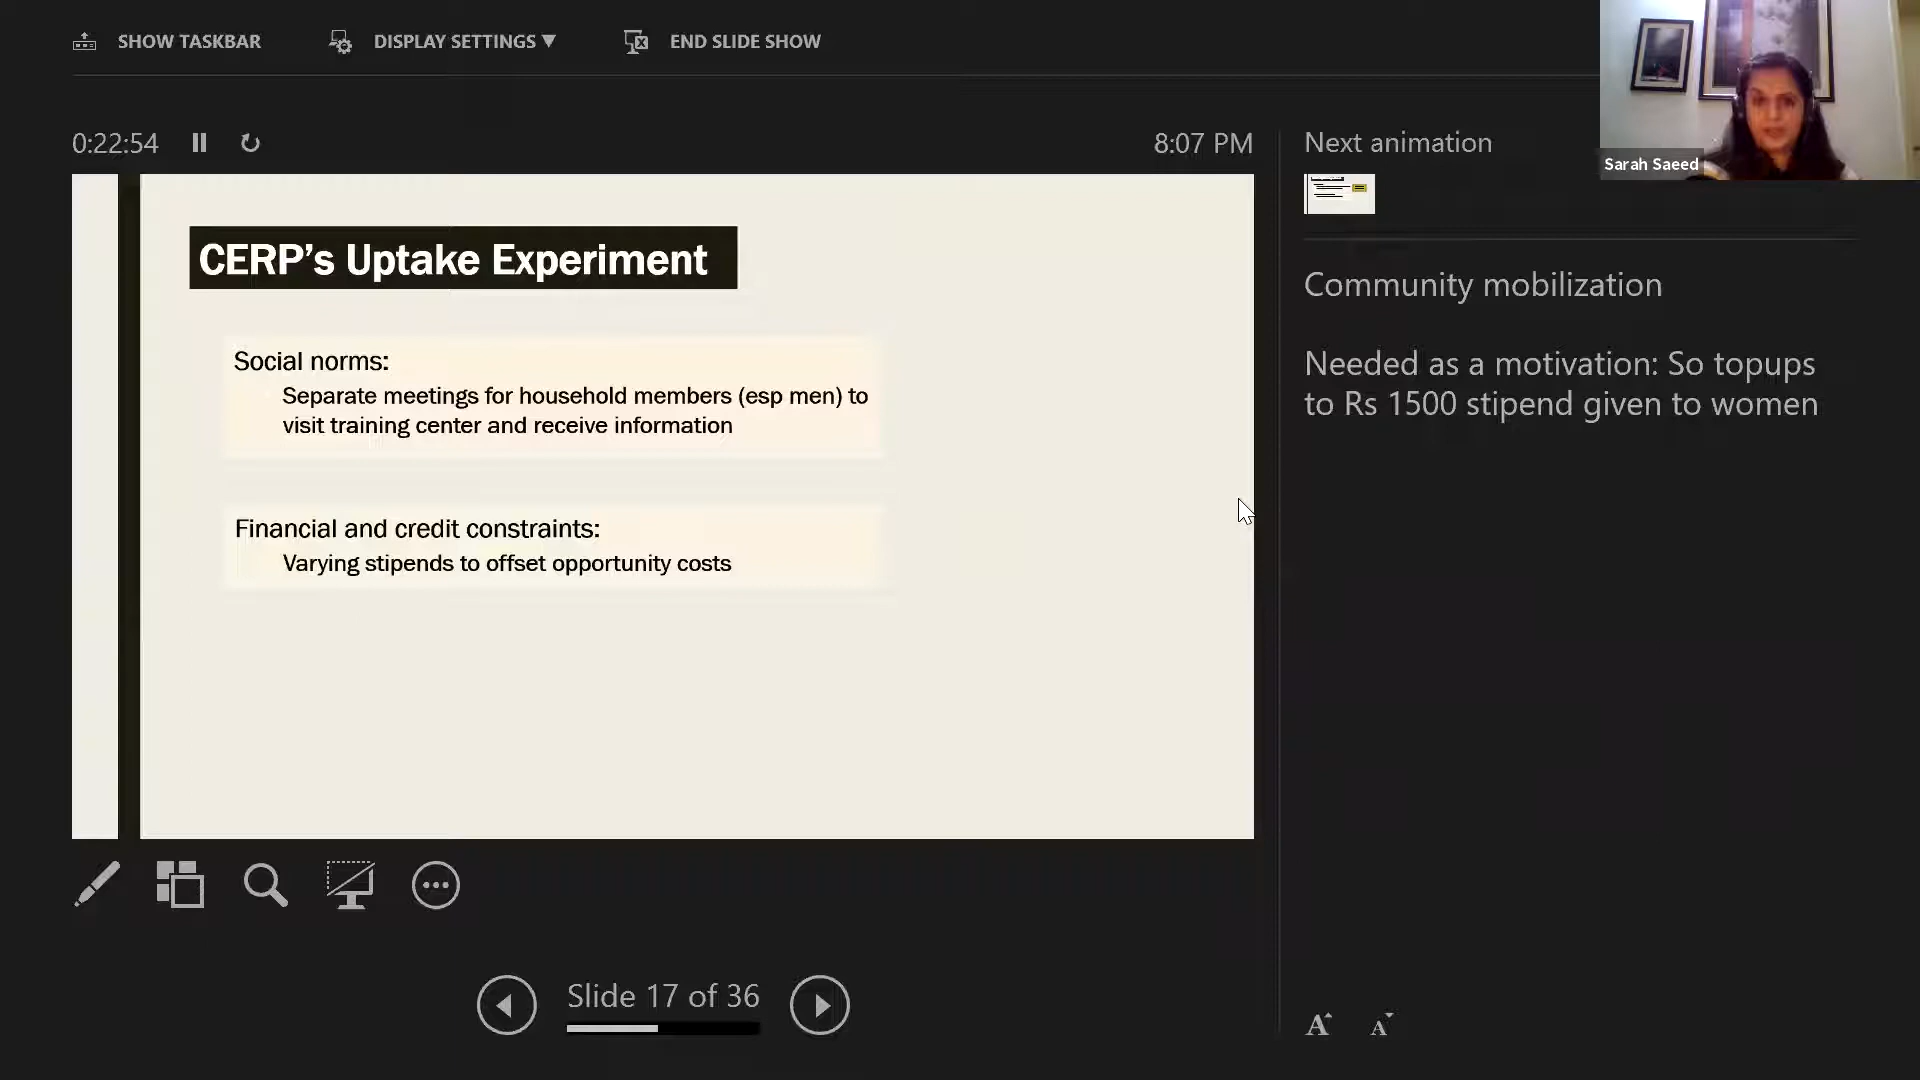 SHOW TASKBAR
DISPLAY SETTINGS ▼
END SLIDE SHOW
Sarah Saeed
0:22:54
8:07 PM
CERP’s Uptake Experiment
Social norms:
Separate meetings for household members (esp men) to
visit training center and receive information
Financial and credit constraints:
Varying stipends to offset opportunity costs
Next animation
Community mobilization
Needed as a motivation: So topups
to Rs 1500 stipend given to women
Slide 17 of 36
A A